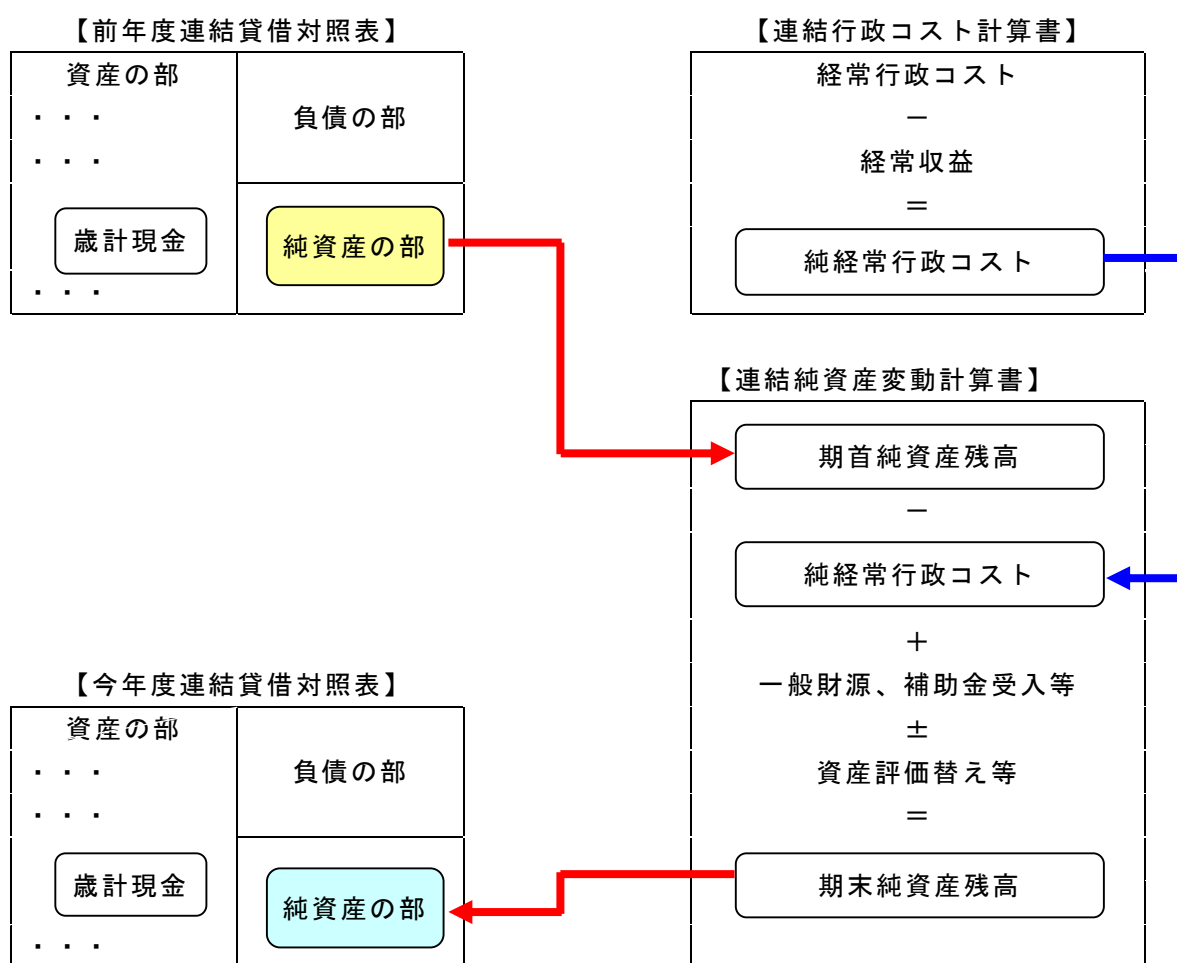 【前年度連結貸借対照表】
資産の部
・・・
・・・
歳計現金
・・・
負債の部
純資産の部
【連結行政コスト計算書】
経常行政コスト
－
経常収益
＝
純経常行政コスト
【連結純資産変動計算書】
期首純資産残高
－
純経常行政コスト
＋
一般財源、補助金受入等
±
資産評価替え等
＝
期末純資産残高
【今年度連結貸借対照表】
資産の部
・・・
・・・
歳計現金
・・・
負債の部
純資産の部